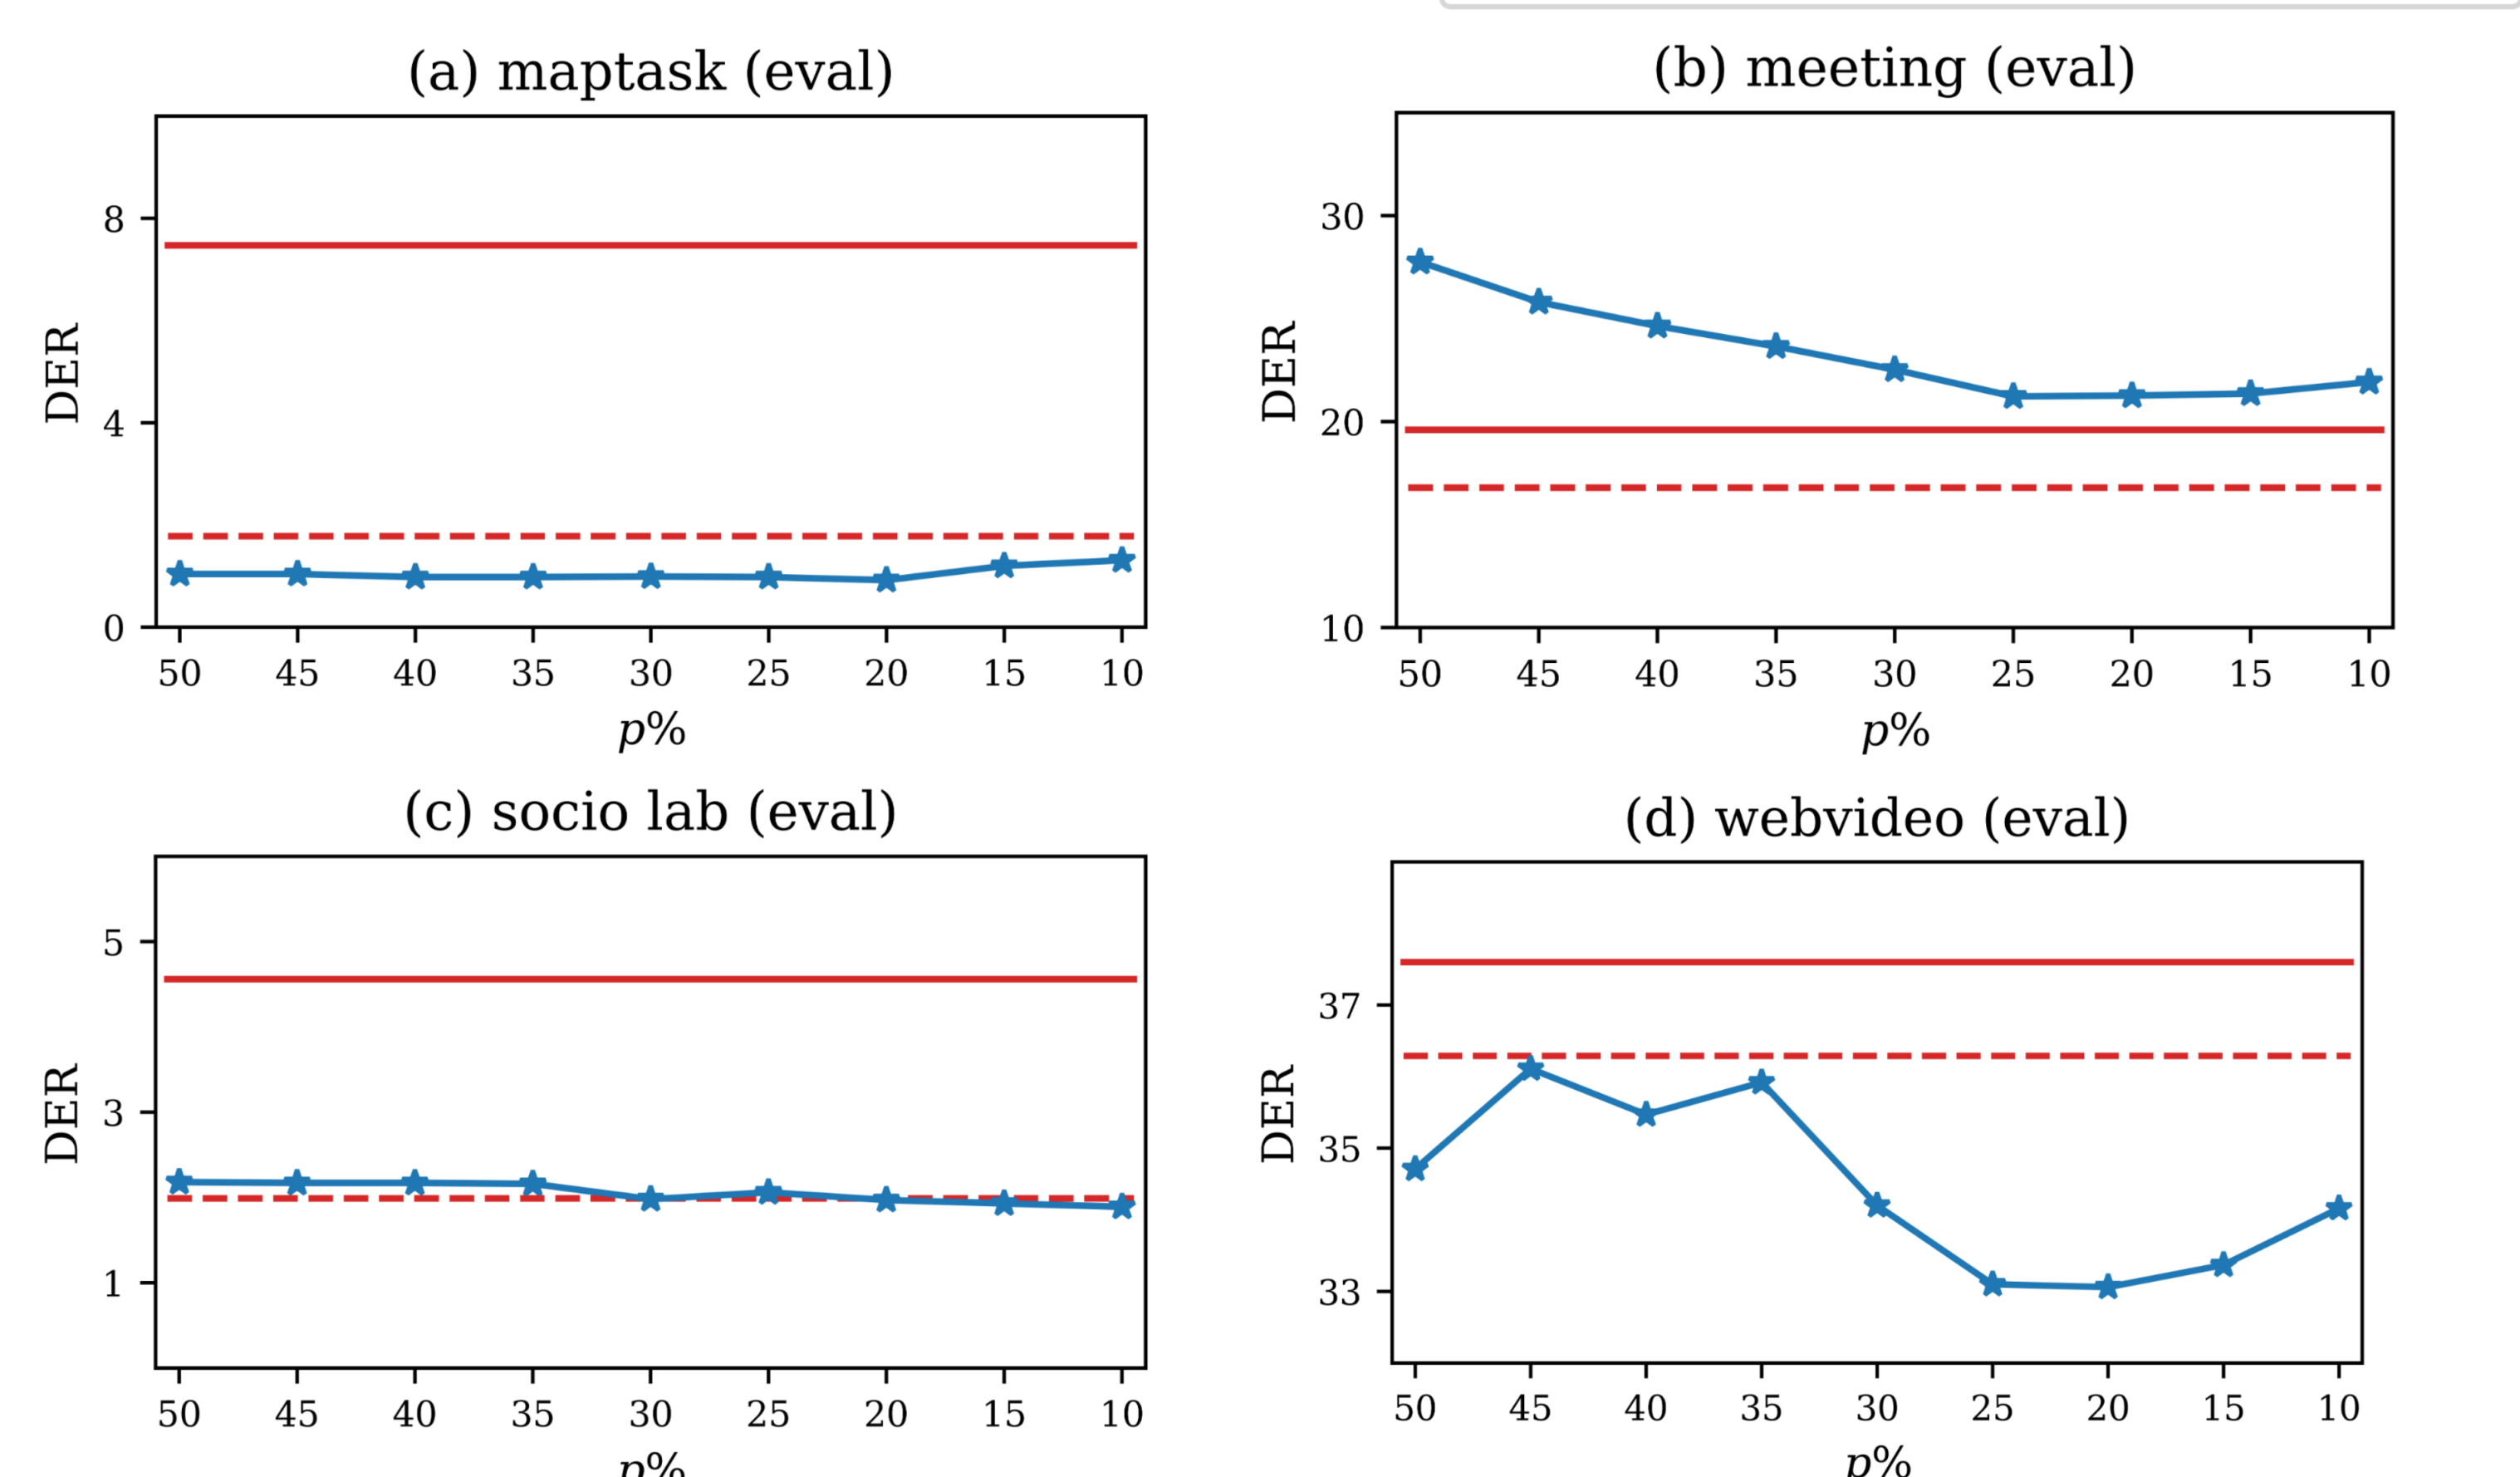 (a) maptask (eval)
8
4
0
DER
50 45 40 35 30 25 20 15 10
p%
(b) meeting (eval)
30
20
10
DER
50 45 40 35 30 25 20 15 10
p%
(c) socio lab (eval)
5
3
1
DER
50 45 40 35 30 25 20 15 10
p%
(d) webvideo (eval)
37
35
33
DER
50 45 40 35 30 25 20 15 10
p%